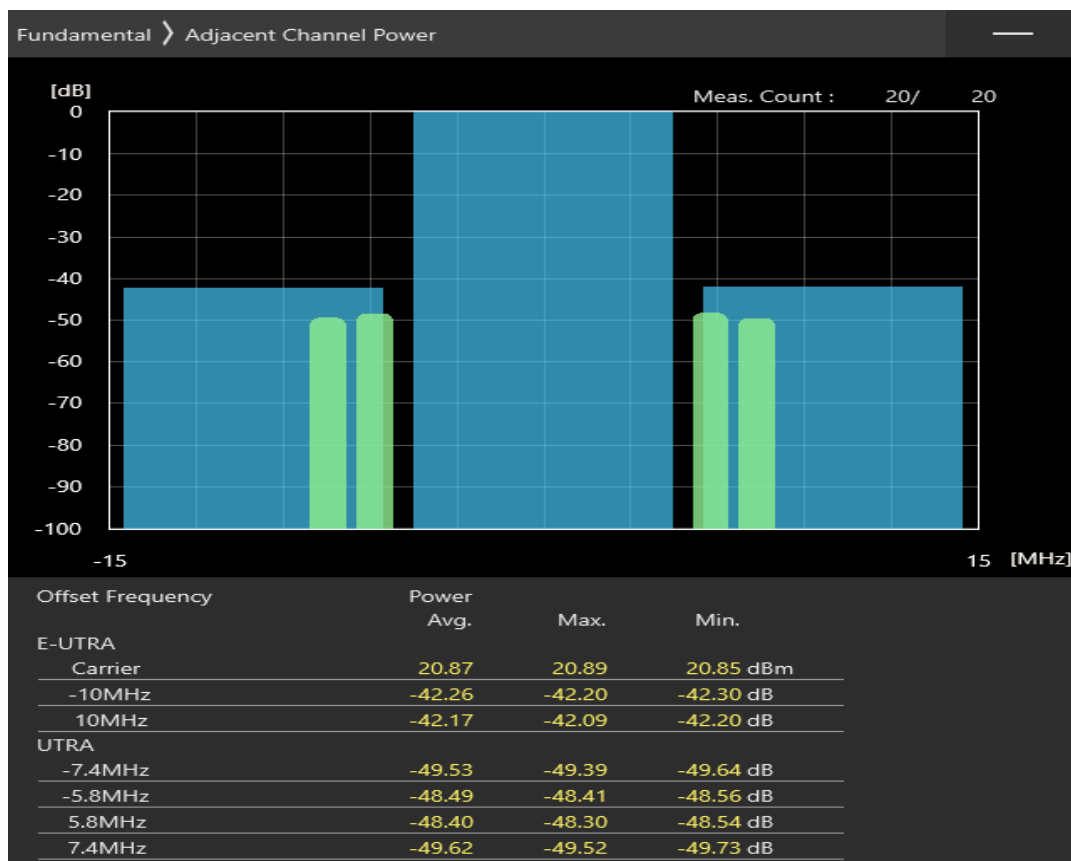 Fundamental ❯ Adjacent Channel Power
[dB]
Meas. Count : 20/ 20
0
-10
-20
-30
-40
-50
-60
-70
-80
-90
-100
-15 15 [MHz]
Offset Frequency Power
Avg. Max. Min.
E-UTRA
Carrier 20.87 20.89 20.85 dBm
-10MHz -42.26 -42.20 -42.30 dB
10MHz -42.17 -42.09 -42.20 dB
UTRA
-7.4MHz -49.53 -49.39 -49.64 dB
-5.8MHz -48.49 -48.41 -48.56 dB
5.8MHz -48.40 -48.30 -48.54 dB
7.4MHz -49.62 -49.52 -49.73 dB